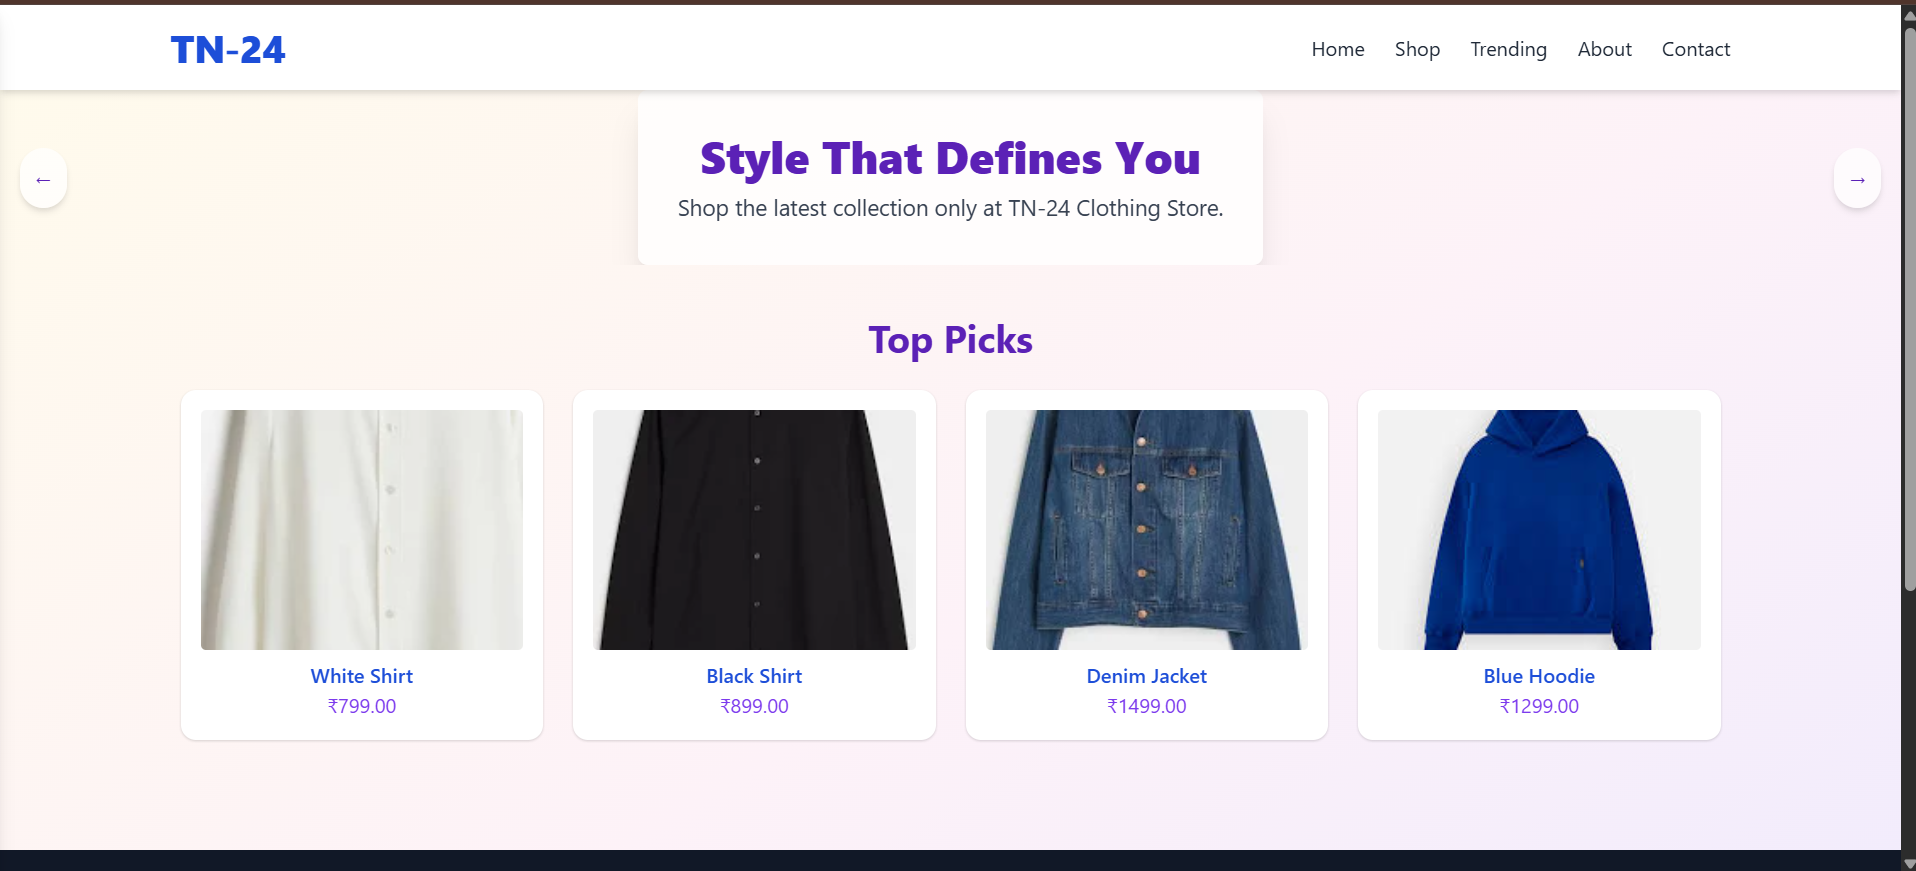 TN-24
Home Shop Trending About Contact
Style That Defines You
← →
Shop the latest collection only at TN-24 Clothing Store.
Top Picks
White Shirt
₹799.00
Black Shirt
₹899.00
Denim Jacket
₹1499.00
Blue Hoodie
₹1299.00